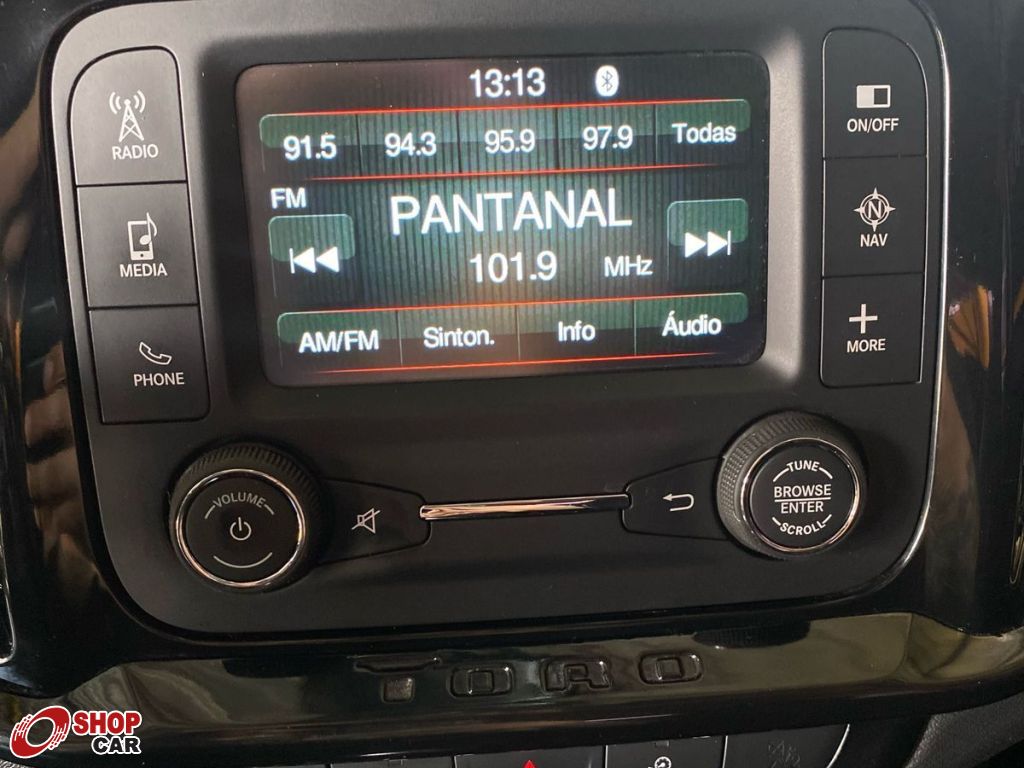 13:13
91.5 94.3 95.9 97.9 Todas
FM
PANTANAL
101.9 MHz
AM/FM Sinton. Info Áudio
RADIO
MEDIA
PHONE
ON/OFF
N
NAV
MORE
VOLUME
TUNE
BROWSE
ENTER
SCROLL
TORO
SHOP
CAR